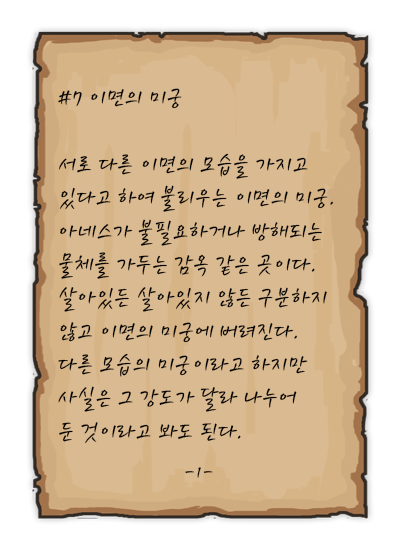 #7 이면의 미궁
서로 다른 이면의 모습을 가지고
있다고 하여 불리우는 이면의 미궁.
아네스가 불필요하거나 방해되는
물체를 가두는 감옥 같은 곳이다.
살아있든 살아있지 않든 구분하지
않고 이면의 미궁에 버려진다.
다른 모습의 미궁이라고 하지만
사실은 그 강도가 달라 나누어
둔 것이라고 봐도 된다.
-1-